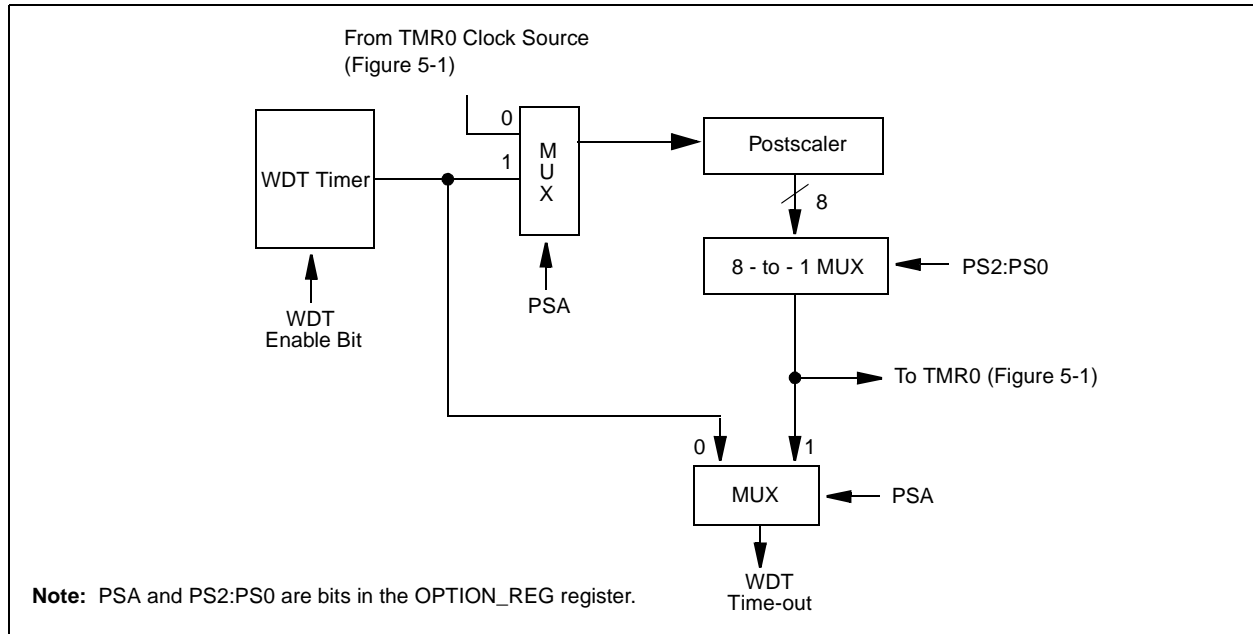 From TMR0 Clock Source
(Figure 5-1)
0
1
M
U
X
Postscaler
WDT Timer
8
8 - to - 1 MUX
PS2:PS0
PSA
WDT
Enable Bit
To TMR0 (Figure 5-1)
0
1
MUX
PSA
WDT
Time-out
Note: PSA and PS2:PS0 are bits in the OPTION_REG register.